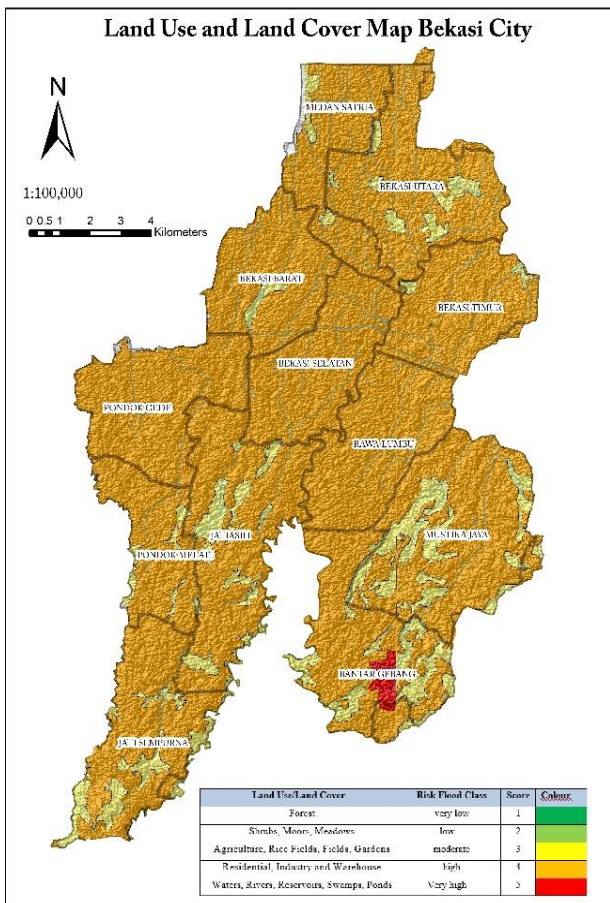 Land Use and Land Cover Map Bekasi City
N
1:100,000
0 0.5 1 2 3 4
Kilometers
MEDAN SATRIA
BEKASI UTARA
BEKASI BARAT
BEKASI TIMUR
BEKASI SELATAN
PONDOK GEDE
RAWA LUMBU
JATIASIH
MUSTIKA JAYA
PONDOK MELATI
BANTAR GEBANG
JATI SEMPURNA
Land Use/Land Cover Risk Flood Class Score Colour
Forest very low 1
Shrubs, Moors, Meadows low 2
Agriculture, Rice Fields, Fields, Gardens moderate 3
Residential, Industry and Warehouse high 4
Waters, Rivers, Reservoirs, Swamps, Ponds Very high 5